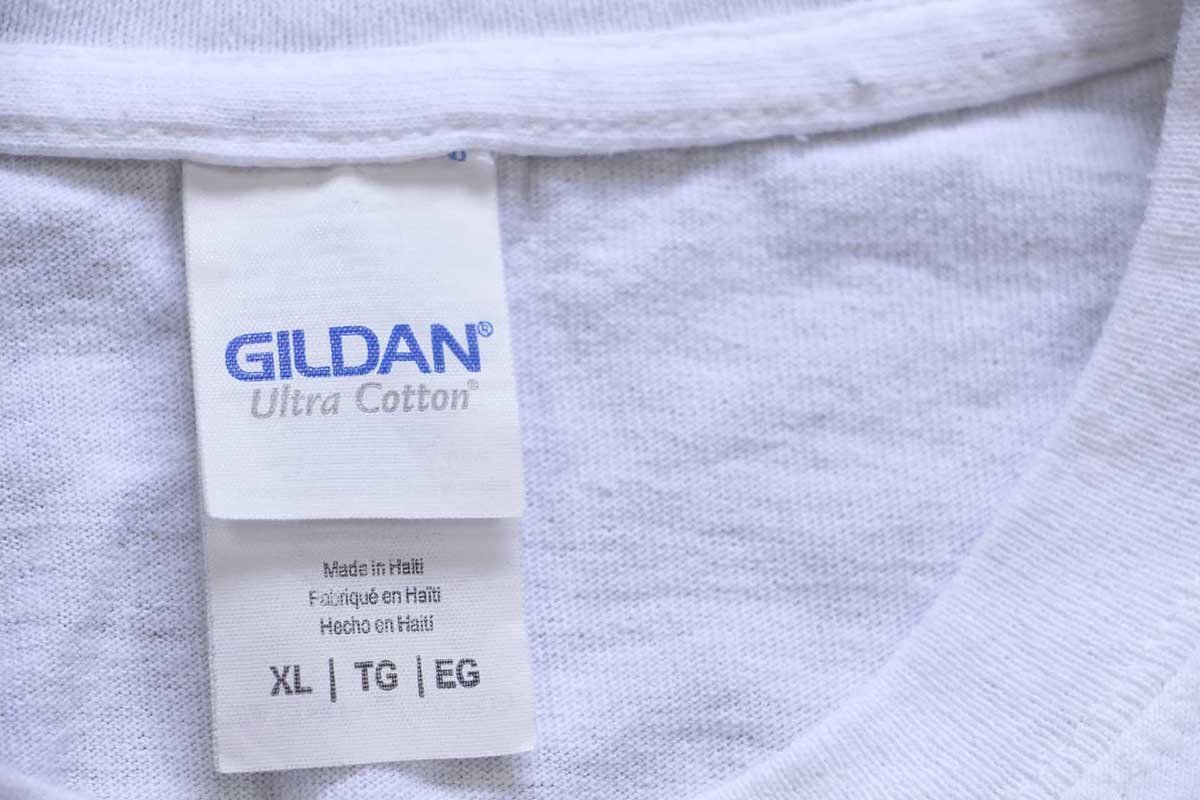 GILDAN®
Ultra Cotton®
Made in Haiti
Fabriqué en Haïti
Hecho en Haití
XL | TG | EG